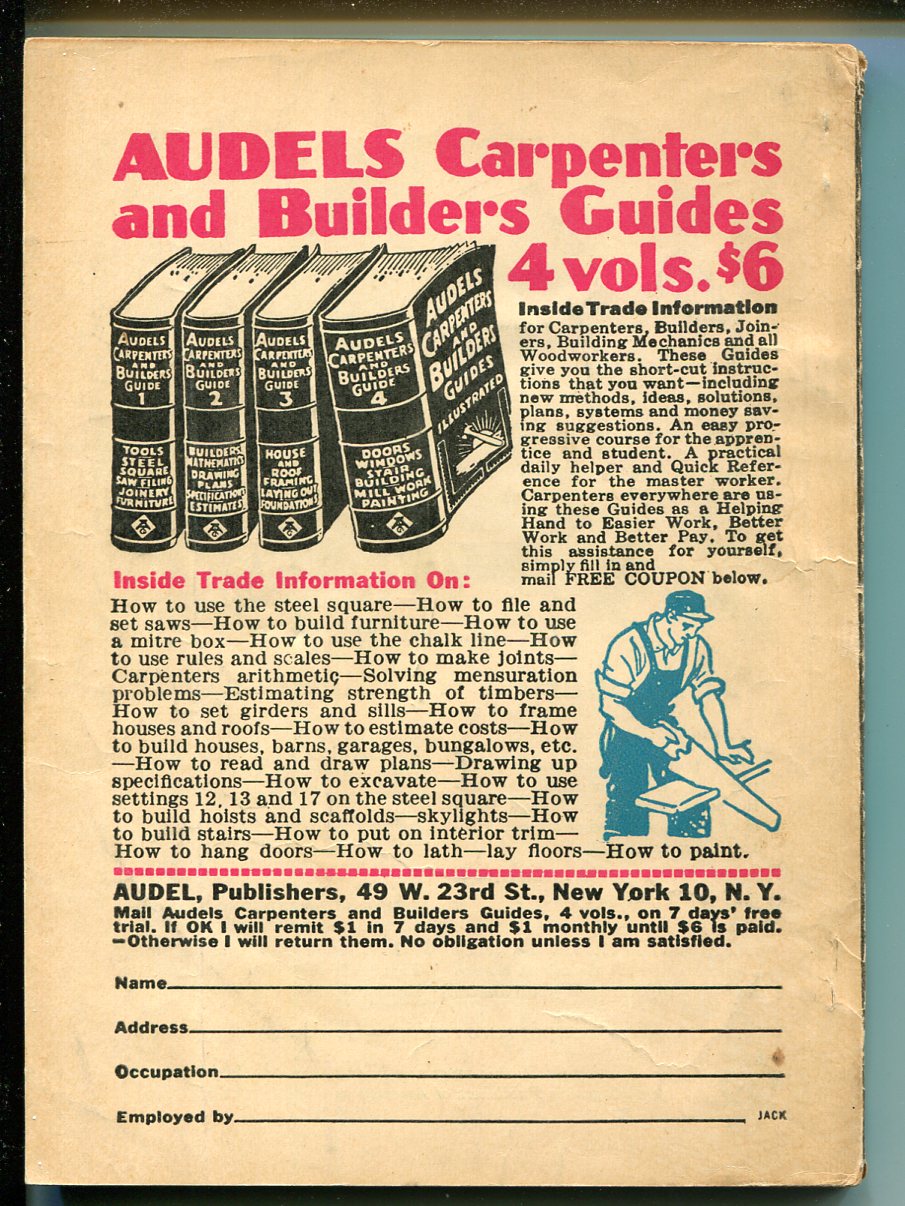 AUDELS Carpenters
and Builders Guides
4 vols. $6
AUDELS
CARPENTERS
AND
BUILDERS
GUIDE
1
TOOLS
STEEL
SQUARE
SAW FILING
JOINERY
FURNITURE
AUDELS
CARPENTERS
AND
BUILDERS
GUIDE
2
BUILDERS
MATHEMATICS
DRAWING
PLANS
SPECIFICATIONS
ESTIMATES
AUDELS
CARPENTERS
AND
BUILDERS
GUIDE
3
HOUSE
AND
ROOF
FRAMING
LAYING OUT
FOUNDATIONS
AUDELS
CARPENTERS
AND
BUILDERS
GUIDE
4
DOORS
WINDOWS
STAIR
BUILDING
MILL WORK
PAINTING
AUDELS
CARPENTERS
AND
BUILDERS
GUIDES
ILLUSTRATED
Inside Trade Information
for Carpenters, Builders, Join-
ers, Building Mechanics and all
Woodworkers. These Guides
give you the short-cut instruc-
tions that you want—including
new methods, ideas, solutions,
plans, systems and money sav-
ing suggestions. An easy pro-
gressive course for the appren-
tice and student. A practical
daily helper and Quick Refer-
ence for the master worker.
Carpenters everywhere are us-
ing these Guides as a Helping
Hand to Easier Work, Better
Work and Better Pay. To get
this assistance for yourself,
simply fill in and
mail FREE COUPON below.
Inside Trade Information On:
How to use the steel square—How to file and
set saws—How to build furniture—How to use
a mitre box—How to use the chalk line—How
to use rules and scales—How to make joints—
Carpenters arithmetic—Solving mensuration
problems—Estimating strength of timbers—
How to set girders and sills—How to frame
houses and roofs—How to estimate costs—How
to build houses, barns, garages, bungalows, etc.
—How to read and draw plans—Drawing up
specifications—How to excavate—How to use
settings 12, 13 and 17 on the steel square—How
to build hoists and scaffolds—skylights—How
to build stairs—How to put on interior trim—
How to hang doors—How to lath—lay floors—How to paint.
AUDEL, Publishers, 49 W. 23rd St., New York 10, N. Y.
Mail Audels Carpenters and Builders Guides, 4 vols., on 7 days' free
trial. If OK I will remit $1 in 7 days and $1 monthly until $6 is paid.
—Otherwise I will return them. No obligation unless I am satisfied.
Name
Address
Occupation
Employed by
JACK